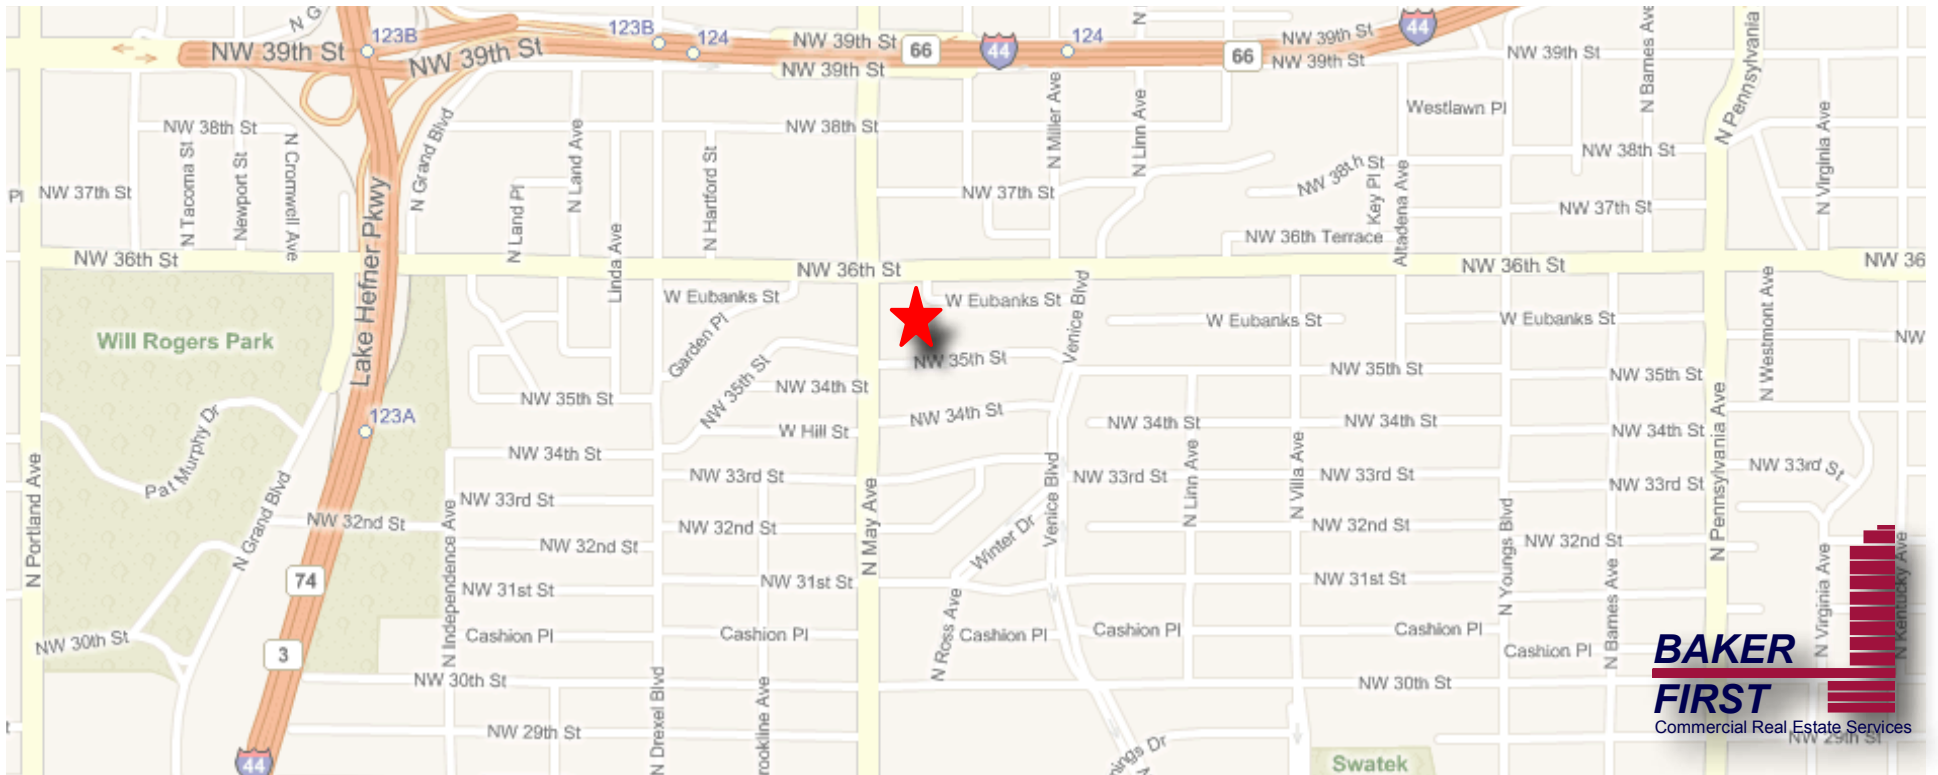 N G
123B
123B
124
124
44
NW 39th St
NW 39th St
NW 39th St
NW 39th St
66
44
66
NW 39th St
NW 39th St
NW 39th St
N Barnes Ave
N Pennsylvania
Westlawn Pl
NW 38th St
N Grand Blvd
N Land Ave
NW 38th St
N Miller Ave
N Linn Ave
N
N Virginia Ave
NW 38th St
NW 38th St
N Tacoma St
Newport St
N Cromwell Ave
N Hartford St
Key Pl
Altadena Ave
Pl
NW 37th St
N Land Pl
NW 37th St
NW 37th St
Lake Hefner Pkwy
Linda Ave
NW 36th Terrace
NW 36th St
NW 36th St
NW 36th St
NW 36
W Eubanks St
W Eubanks St
Venice Blvd
W Eubanks St
W Eubanks St
N Westmont Ave
Will Rogers Park
Garden Pl
NW
NW 35th St
NW 35th St
NW 35th St
NW 35th St
NW 35th St
NW 34th St
123A
NW 34th St
Pat Murphy Dr
W Hill St
NW 34th St
NW 34th St
NW 34th St
N Pennsylvania Ave
NW 34th St
NW 33rd St
NW 33rd St
NW 33rd St
NW 33rd St
NW 33rd St
N Portland Ave
N Grand Blvd
NW 33rd St
N May Ave
Venice Blvd
N Linn Ave
N Villa Ave
NW 32nd St
N Independence Ave
NW 32nd St
Winter Dr
NW 32nd St
N Youngs Blvd
NW 32nd St
NW 32nd St
74
NW 31st St
NW 31st St
NW 31st St
N Barnes Ave
N Virginia Ave
N Kentucky Ave
NW 30th St
Cashion Pl
Cashion Pl
N Ross Ave
Cashion Pl
Cashion Pl
Cashion Pl
Cashion Pl
3
NW 30th St
N Drexel Blvd
rookline Ave
NW 30th St
BAKER
FIRST
Commercial Real Estate Services
NW 29th St
NW 29th St
nings Dr
N
44
Swatek